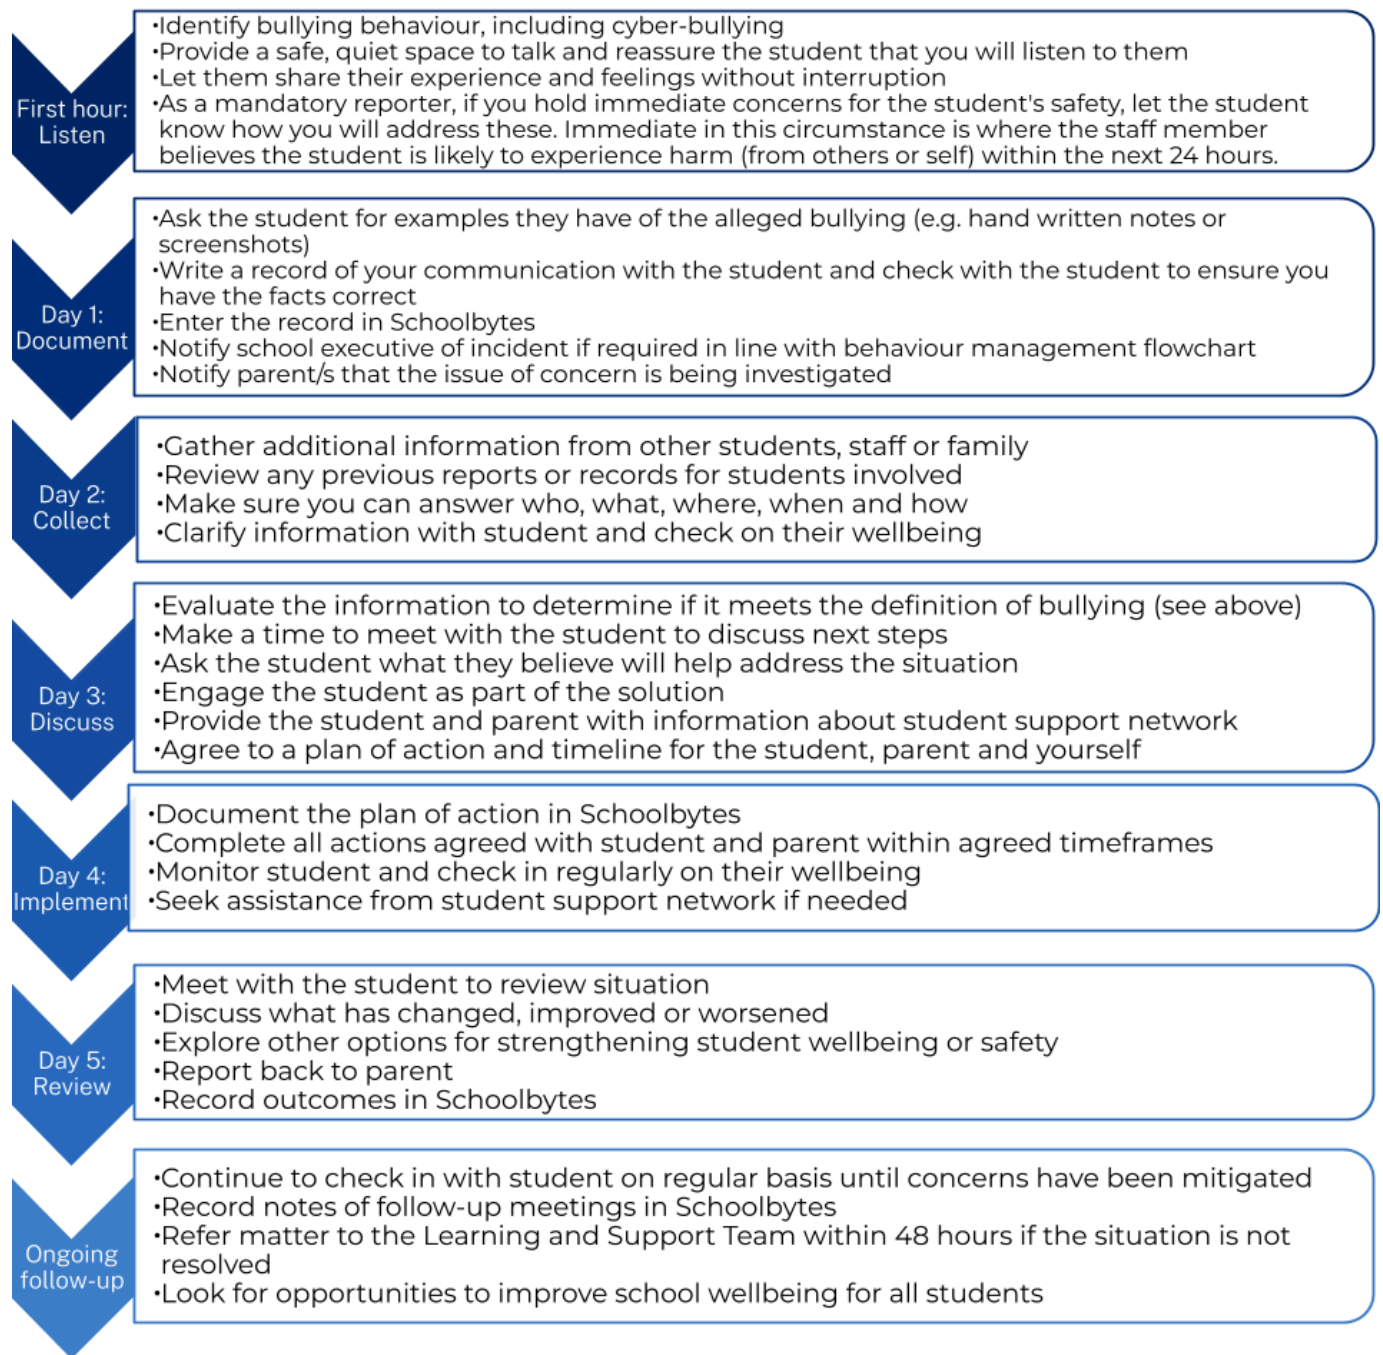 First hour:
Listen
•Identify bullying behaviour, including cyber-bullying
•Provide a safe, quiet space to talk and reassure the student that you will listen to them
•Let them share their experience and feelings without interruption
•As a mandatory reporter, if you hold immediate concerns for the student's safety, let the student
know how you will address these. Immediate in this circumstance is where the staff member
believes the student is likely to experience harm (from others or self) within the next 24 hours.
Day 1:
Document
•Ask the student for examples they have of the alleged bullying (e.g. hand written notes or
screenshots)
•Write a record of your communication with the student and check with the student to ensure you
have the facts correct
•Enter the record in Schoolbytes
•Notify school executive of incident if required in line with behaviour management flowchart
•Notify parent/s that the issue of concern is being investigated
Day 2:
Collect
•Gather additional information from other students, staff or family
•Review any previous reports or records for students involved
•Make sure you can answer who, what, where, when and how
•Clarify information with student and check on their wellbeing
Day 3:
Discuss
•Evaluate the information to determine if it meets the definition of bullying (see above)
•Make a time to meet with the student to discuss next steps
•Ask the student what they believe will help address the situation
•Engage the student as part of the solution
•Provide the student and parent with information about student support network
•Agree to a plan of action and timeline for the student, parent and yourself
Day 4:
Implement
•Document the plan of action in Schoolbytes
•Complete all actions agreed with student and parent within agreed timeframes
•Monitor student and check in regularly on their wellbeing
•Seek assistance from student support network if needed
Day 5:
Review
•Meet with the student to review situation
•Discuss what has changed, improved or worsened
•Explore other options for strengthening student wellbeing or safety
•Report back to parent
•Record outcomes in Schoolbytes
Ongoing
follow-up
•Continue to check in with student on regular basis until concerns have been mitigated
•Record notes of follow-up meetings in Schoolbytes
•Refer matter to the Learning and Support Team within 48 hours if the situation is not
resolved
•Look for opportunities to improve school wellbeing for all students